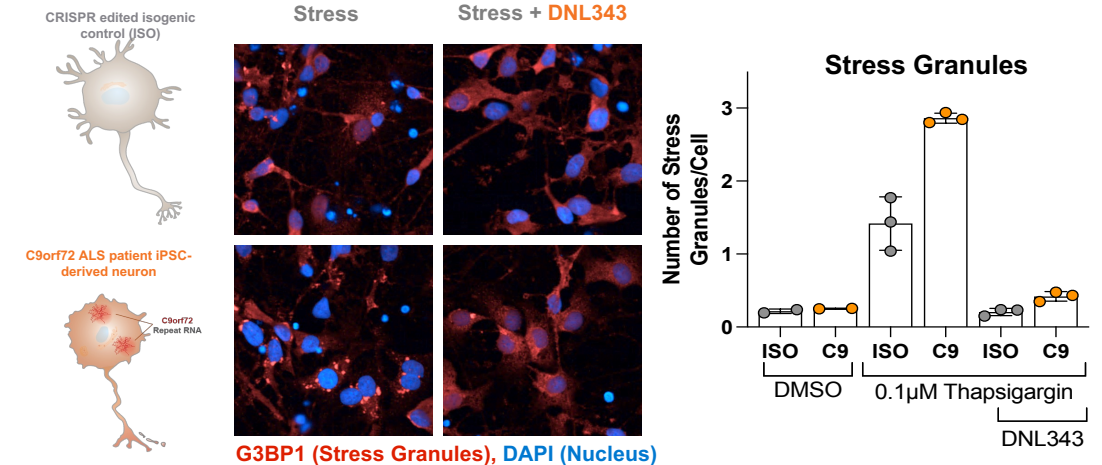 CRISPR edited isogenic
control (ISO)
Stress
Stress + DNL343
C9orf72 ALS patient iPSC-
derived neuron
C9orf72
Repeat RNA
G3BP1 (Stress Granules), DAPI (Nucleus)
Stress Granules
Number of Stress
Granules/Cell
3
2
1
0
ISO C9 ISO C9 ISO C9
DMSO
0.1μM Thapsigargin
DNL343